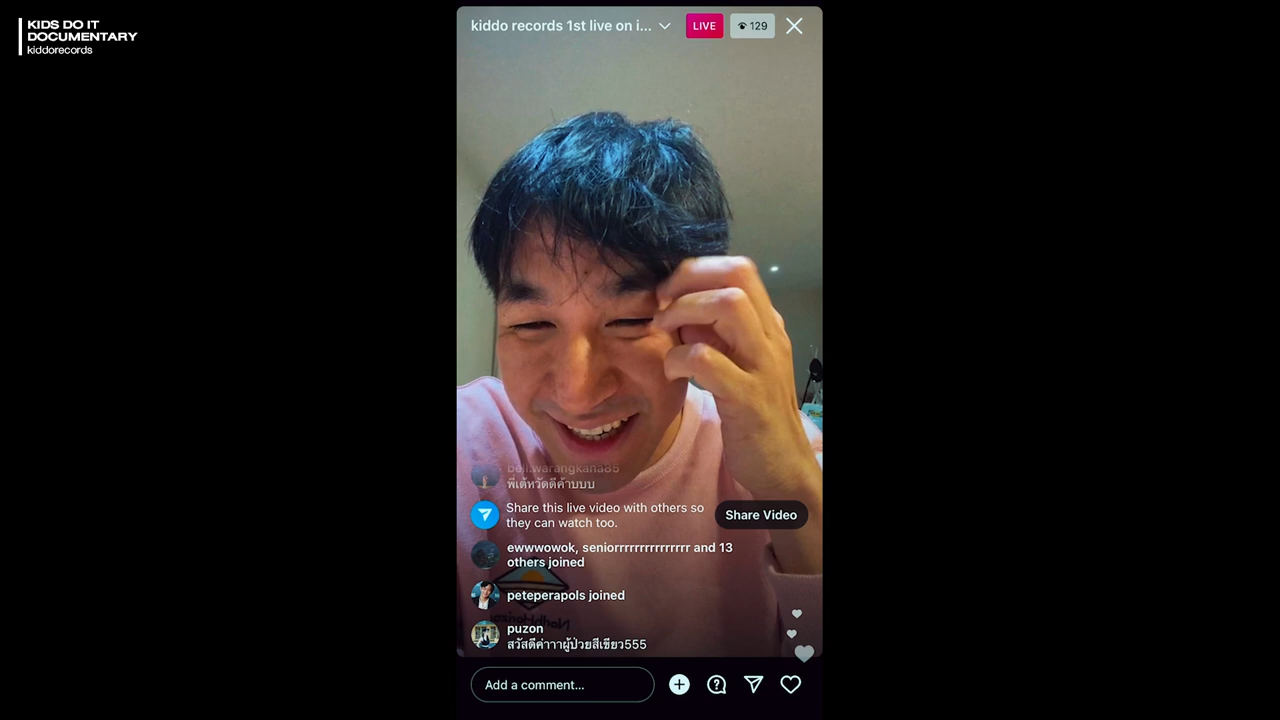 KIDS DO IT
DOCUMENTARY
kiddorecords
kiddo records 1st live on i...
LIVE
129
bell.warangkana85
พี่เต้หวัดดีค้าบบบ
Share this live video with others so
they can watch too.
Share Video
ewwwowok, seniorrrrrrrrrrrrrrr and 13
others joined
peteperapols joined
puzon
สวัสดีค่าาาผู้ป่วยสีเขียว555
Add a comment...